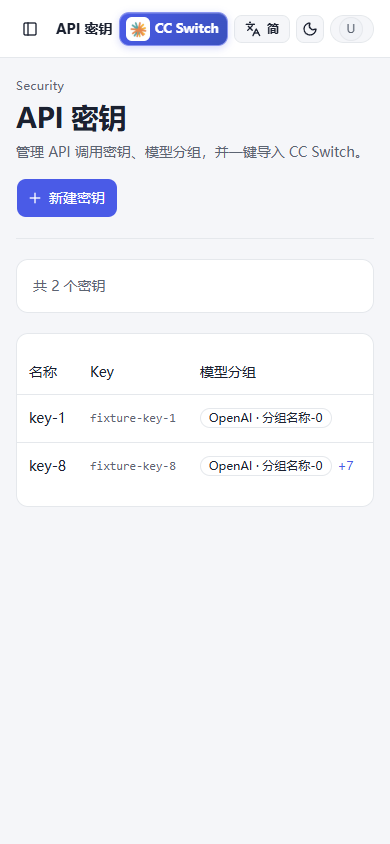 API 密钥 CC Switch 简 U
Security
API 密钥
管理 API 调用密钥、模型分组，并一键导入 CC Switch。
+ 新建密钥
共 2 个密钥
名称 Key 模型分组
key-1 fixture-key-1 OpenAI · 分组名称-0
key-8 fixture-key-8 OpenAI · 分组名称-0 +7